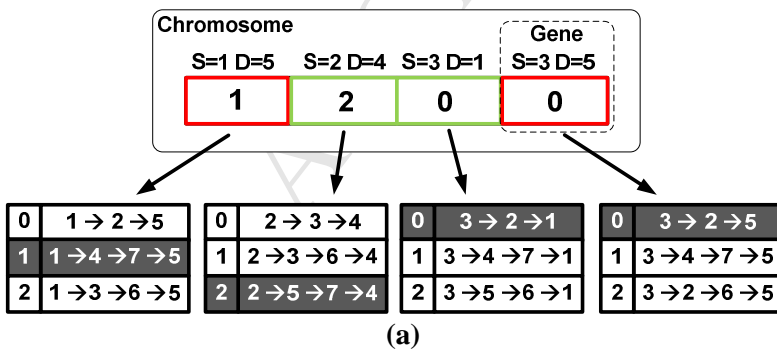 Chromosome
Gene
S=1 D=5 S=2 D=4 S=3 D=1 S=3 D=5
1 2 0 0
0 1→2→5 0 2→3→4 0 3→2→1 0 3→2→5
1 1→4→7→5 1 2→3→6→4 1 3→4→7→1 1 3→4→7→5
2 1→3→6→5 2 2→5→7→4 2 3→5→6→1 2 3→2→6→5
(a)